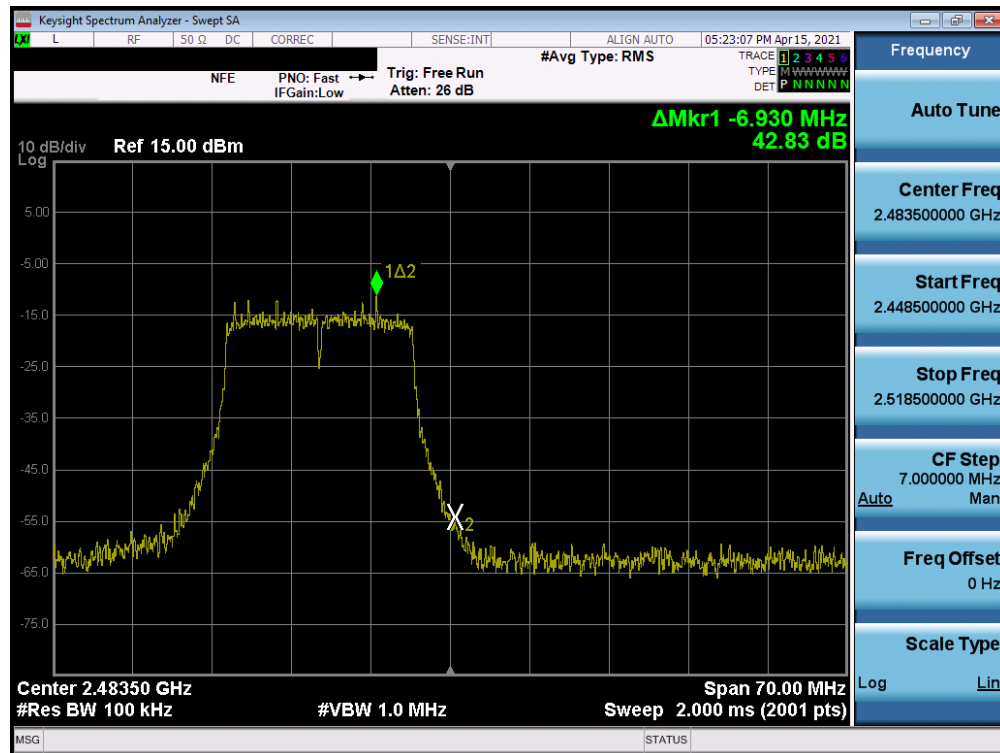 Keysight Spectrum Analyzer - Swept SA
LXI L RF 50 Ω DC CORREC SENSE:INT ALIGN AUTO 05:23:07 PM Apr 15, 2021
NFE PNO: Fast Trig: Free Run #Avg Type: RMS TRACE 1 2 3 4 5 6
IFGain:Low Atten: 26 dB TYPE M WWWWW
DET P N N N N N
ΔMkr1 -6.930 MHz
42.83 dB
10 dB/div Ref 15.00 dBm
Log
5.00
-5.00
1Δ2
-15.0
-25.0
-35.0
-45.0
-55.0
X2
-65.0
-75.0
Center 2.48350 GHz Span 70.00 MHz
#Res BW 100 kHz #VBW 1.0 MHz Sweep 2.000 ms (2001 pts)
MSG STATUS
Frequency
Auto Tune
Center Freq
2.483500000 GHz
Start Freq
2.448500000 GHz
Stop Freq
2.518500000 GHz
CF Step
7.000000 MHz
Auto Man
Freq Offset
0 Hz
Scale Type
Log Lin